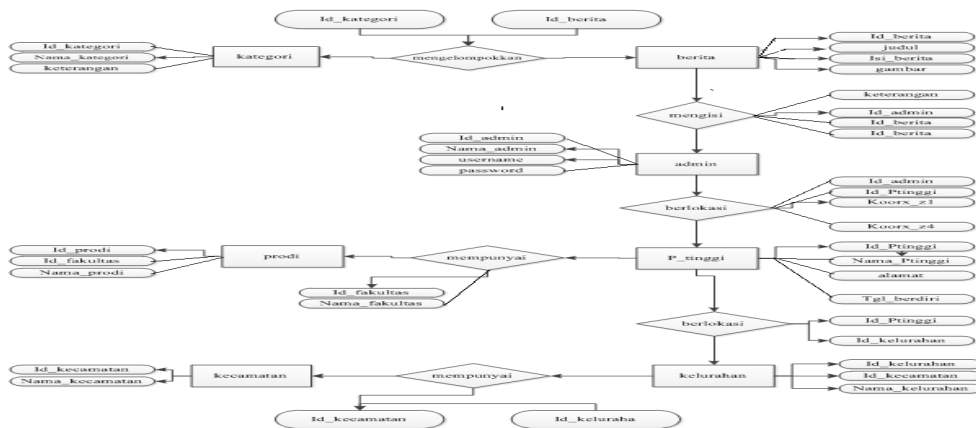 Id_kategori
Id_berita
Id_kategori
Nama_kategori
keterangan
kategori
mengelompokkan
berita
Id_berita
judul
Isi_berita
gambar
keterangan
mengisi
Id_admin
Id_berita
Id_berita
Id_admin
Nama_admin
username
password
admin
berlokasi
Id_admin
Id_Ptinggi
Koorx_z1
Koorx_z4
Id_prodi
Id_fakultas
Nama_prodi
prodi
mempunyai
Id_fakultas
Nama_fakultas
P_tinggi
Id_Ptinggi
Nama_Ptinggi
alamat
Tgl_berdiri
berlokasi
Id_Ptinggi
Id_kelurahan
Id_kecamatan
Nama_kecamatan
kecamatan
mempunyai
kelurahan
Id_kelurahan
Id_kecamatan
Nama_kelurahan
Id_kecamatan
Id_keluraha